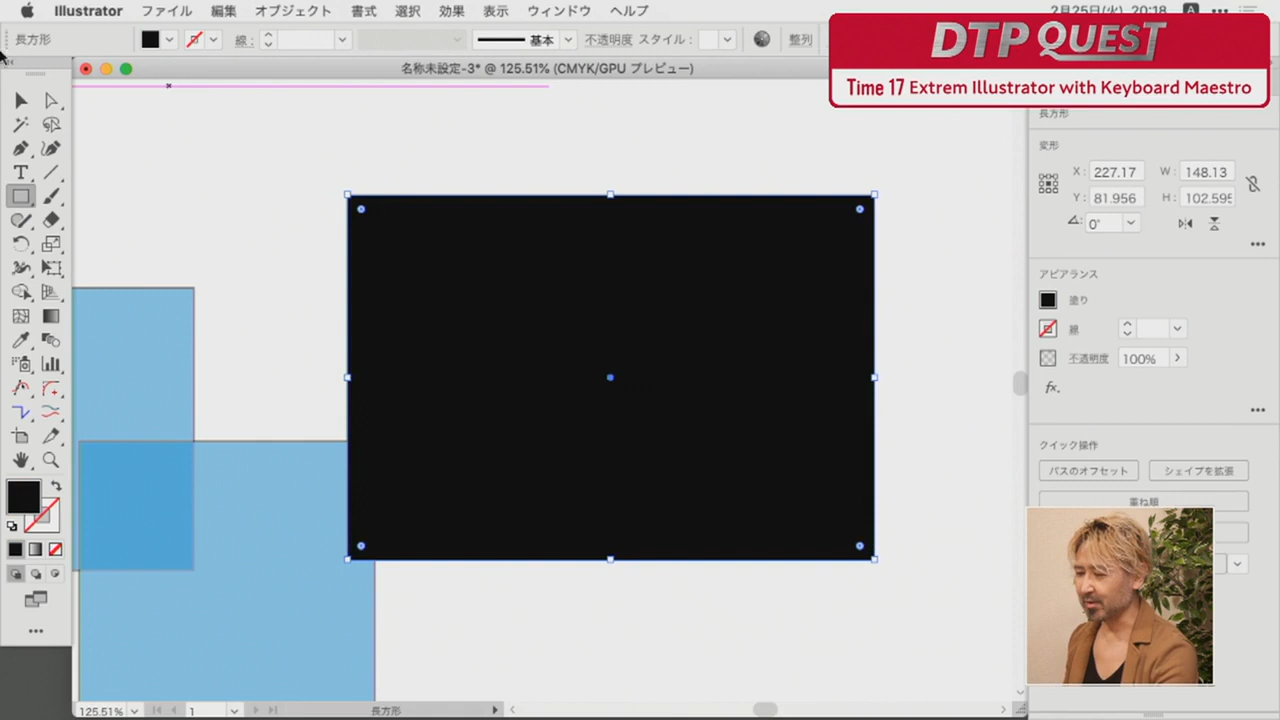 Illustrator ファイル 編集 オブジェクト 書式 選択 効果 表示 ウィンドウ ヘルプ
2月25日(火) 20:18 A
長方形 線: 基本 不透明度 スタイル: 整列
DTP QUEST
Time 17 Extrem Illustrator with Keyboard Maestro
名称未設定-3* @ 125.51% (CMYK/GPU プレビュー)
長方形
変形
X: 227.17 W: 148.13
Y: 81.956 H: 102.595
0°
アピアランス
塗り
線
不透明度 100%
fx.
クイック操作
パスのオフセット シェイプを拡張
重ね順
125.51% 1 長方形